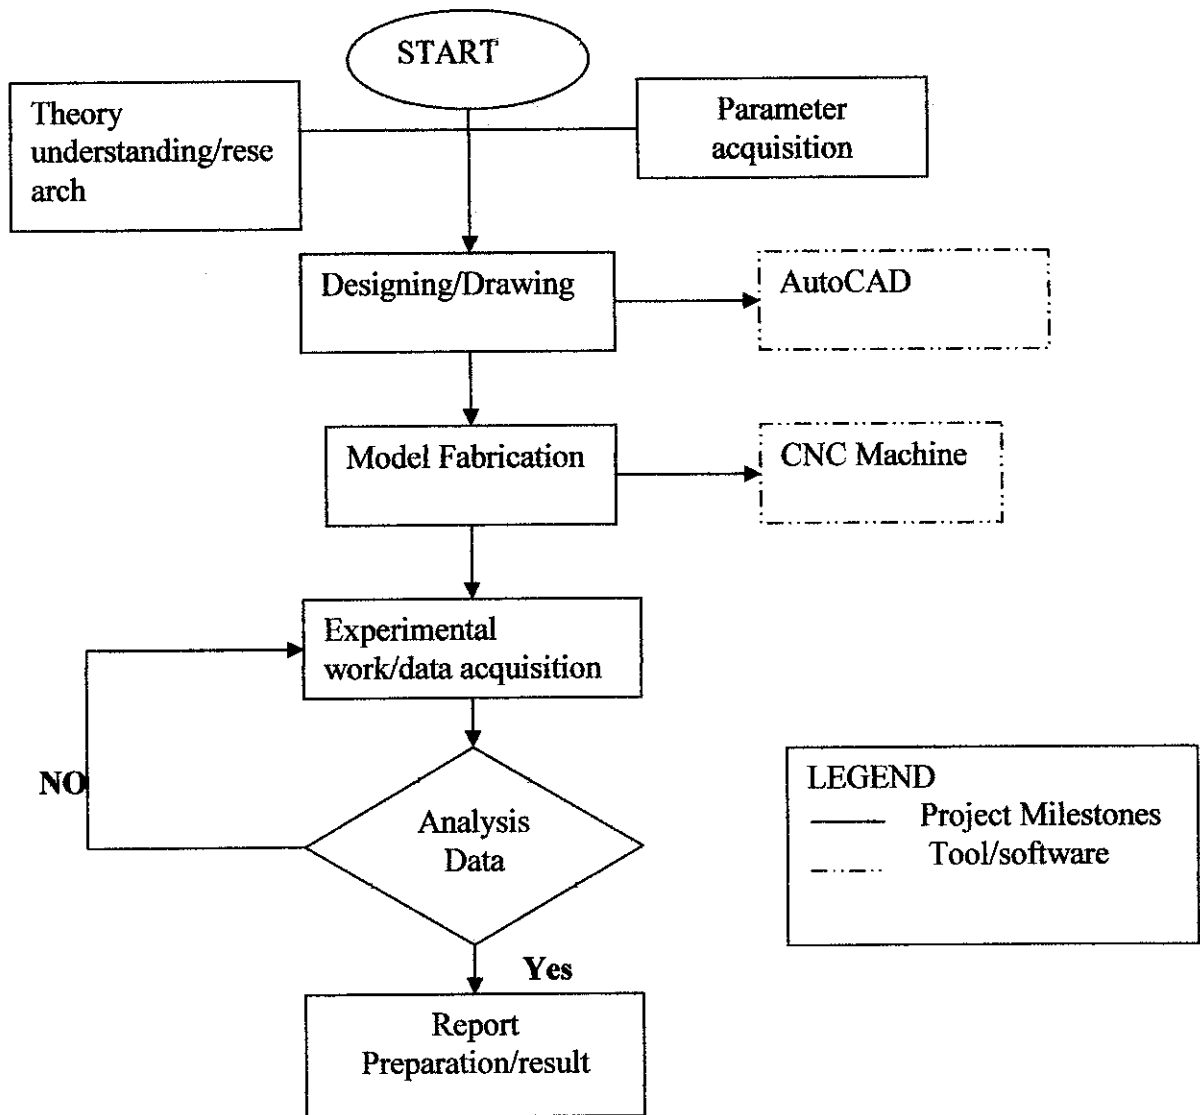 START
Theory
understanding/rese
arch
Parameter
acquisition
Designing/Drawing
AutoCAD
Model Fabrication
CNC Machine
Experimental
work/data acquisition
NO
Analysis
Data
LEGEND
Project Milestones
Tool/software
Yes
Report
Preparation/result